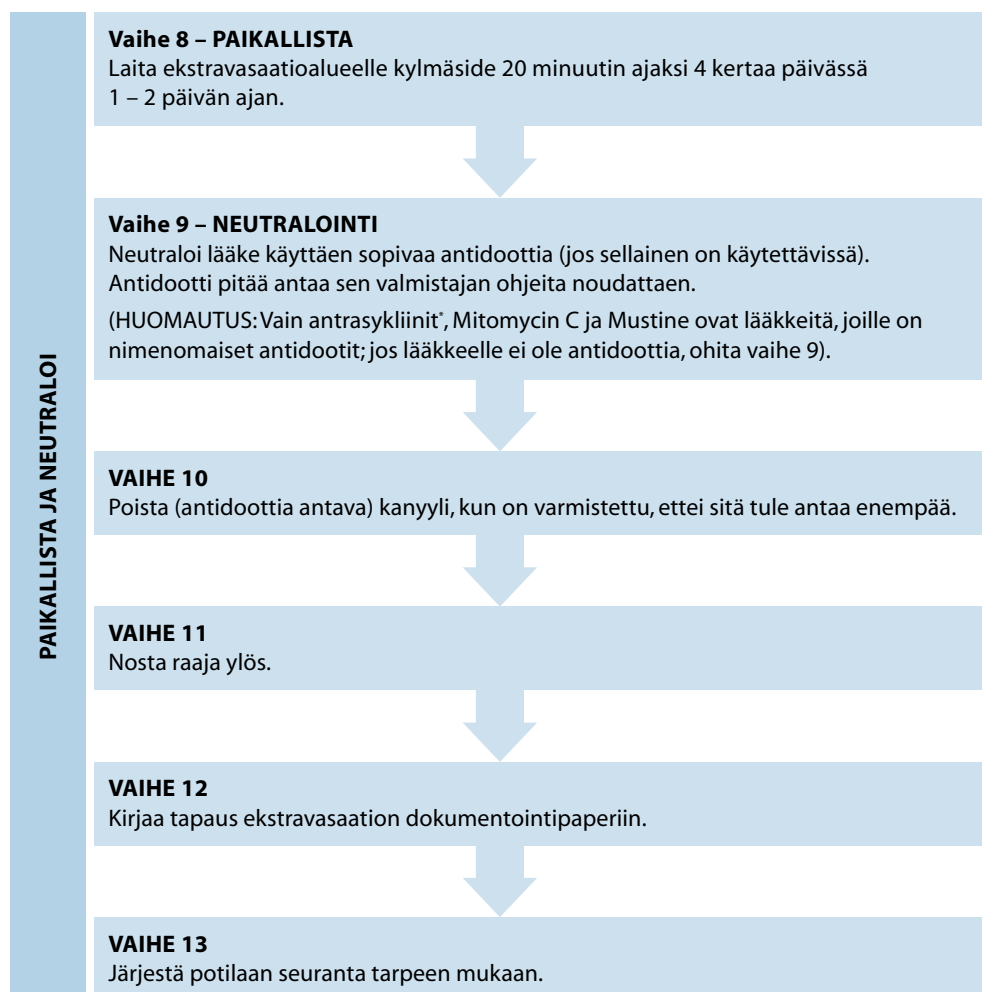 PAIKALLISTA JA NEUTRALOI
Vaihe 8 – PAIKALLISTA
Laita ekstravasaatioalueelle kylmäside 20 minuutin ajaksi 4 kertaa päivässä
1 – 2 päivän ajan.
Vaihe 9 – NEUTRALOINTI
Neutraloi lääke käyttäen sopivaa antidoottia (jos sellainen on käytettävissä).
Antidootti pitää antaa sen valmistajan ohjeita noudattaen.
(HUOMAUTUS: Vain antrasykliinit*, Mitomycin C ja Mustine ovat lääkkeitä, joille on
nimenomaiset antidootit; jos lääkkeelle ei ole antidoottia, ohita vaihe 9).
VAIHE 10
Poista (antidoottia antava) kanyyli, kun on varmistettu, ettei sitä tule antaa enempää.
VAIHE 11
Nosta raaja ylös.
VAIHE 12
Kirjaa tapaus ekstravasaation dokumentointipaperiin.
VAIHE 13
Järjestä potilaan seuranta tarpeen mukaan.